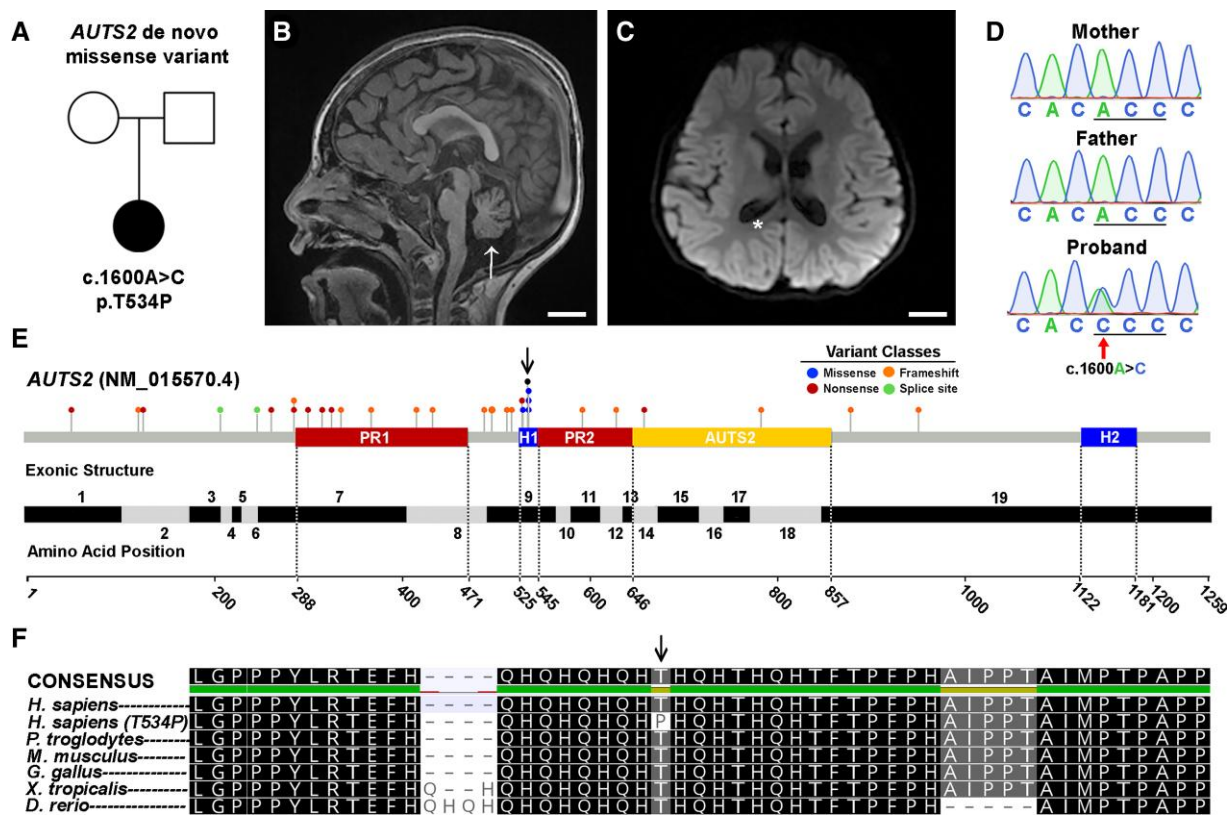 A
AUTS2 de novo
missense variant
c.1600A>C
p.T534P
B
C
*
D
Mother
C A C A C C C
Father
C A C A C C C
Proband
C A C C C C C
c.1600A>C
E
AUTS2 (NM_015570.4)
Variant Classes
Missense Frameshift
Nonsense Splice site
PR1 H1 PR2 AUTS2 H2
Exonic Structure
1 3 5 7 9 11 13 15 17 19
2 4 6 8 10 12 14 16 18
Amino Acid Position
1 200 288 400 471 525 545 600 646 800 857 1000 1122 1181 1200 1259
F
CONSENSUS L G P P P Y L R T E F H - - - - Q H Q H Q H Q H T H Q H T H Q H T F T P F P H A I P P T A I M P T P A P P
H. sapiens------------ L G P P P Y L R T E F H - - - - Q H Q H Q H Q H T H Q H T H Q H T F T P F P H A I P P T A I M P T P A P P
H. sapiens (T534P) L G P P P Y L R T E F H - - - - Q H Q H Q H Q H P H Q H T H Q H T F T P F P H A I P P T A I M P T P A P P
P. troglodytes--------- L G P P P Y L R T E F H - - - - Q H Q H Q H Q H T H Q H T H Q H T F T P F P H A I P P T A I M P T P A P P
M. musculus---------- L G P P P Y L R T E F H - - - - Q H Q H Q H Q H T H Q H T H Q H T F T P F P H A I P P T A I M P T P A P P
G. gallus--------------- L G P P P Y L R T E F H - - - - Q H Q H Q H Q H T H Q H T H Q H T F T P F P H A I P P T A I M P T P A P P
X. tropicalis----------- L G P P P Y L R T E F H Q - - H Q H Q H Q H Q H T H Q H T H Q H T F T P F P H A I P P T A I M P T P A P P
D. rerio---------------- L G P P P Y L R T E F H Q H Q H Q H Q H Q H Q H T H Q H T H Q H T F T P F P H - - - - - A I M P T P A P P